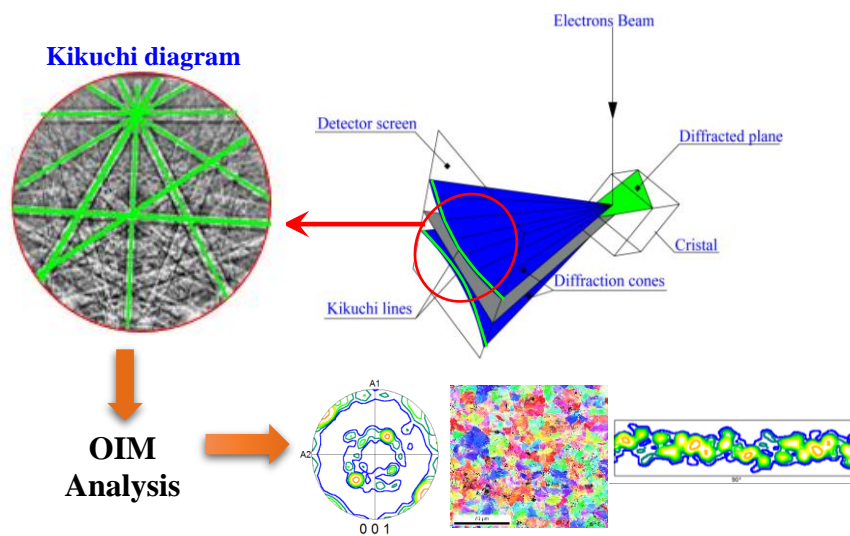 Electrons Beam
Kikuchi diagram
Detector screen
Diffracted plane
Cristal
Diffraction cones
Kikuchi lines
OIM
Analysis
A1
A2
0 0 1
90°